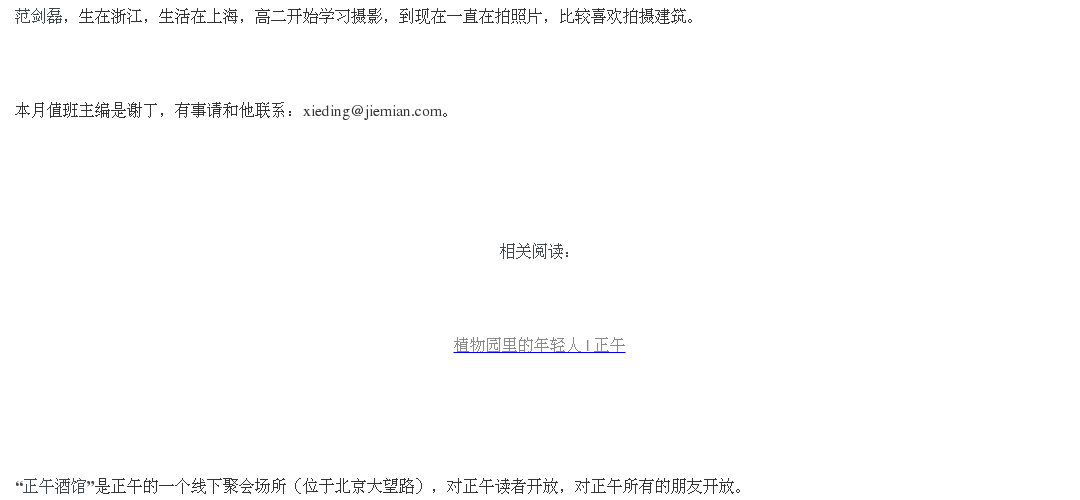 范剑磊，生在浙江，生活在上海，高二开始学习摄影，到现在一直在拍照片，比较喜欢拍摄建筑。
本月值班主编是谢丁，有事请和他联系：xieding@jiemian.com。
相关阅读：
植物园里的年轻人 | 正午
“正午酒馆”是正午的一个线下聚会场所（位于北京大望路），对正午读者开放，对正午所有的朋友开放。